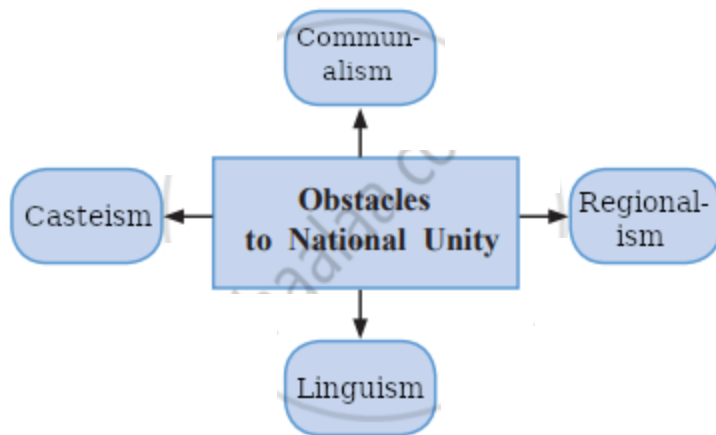 Commun-
alism
Casteism
Obstacles
to National Unity
Regional-
ism
Linguism